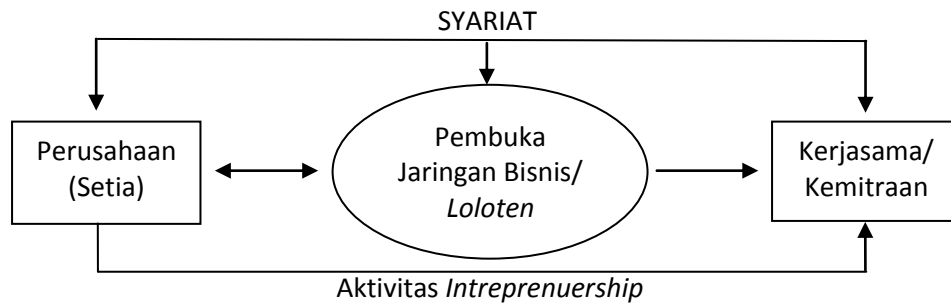 SYARIAT
Perusahaan
(Setia)
Pembuka
Jaringan Bisnis/
Loloten
Kerjasama/
Kemitraan
Aktivitas Intreprenuership